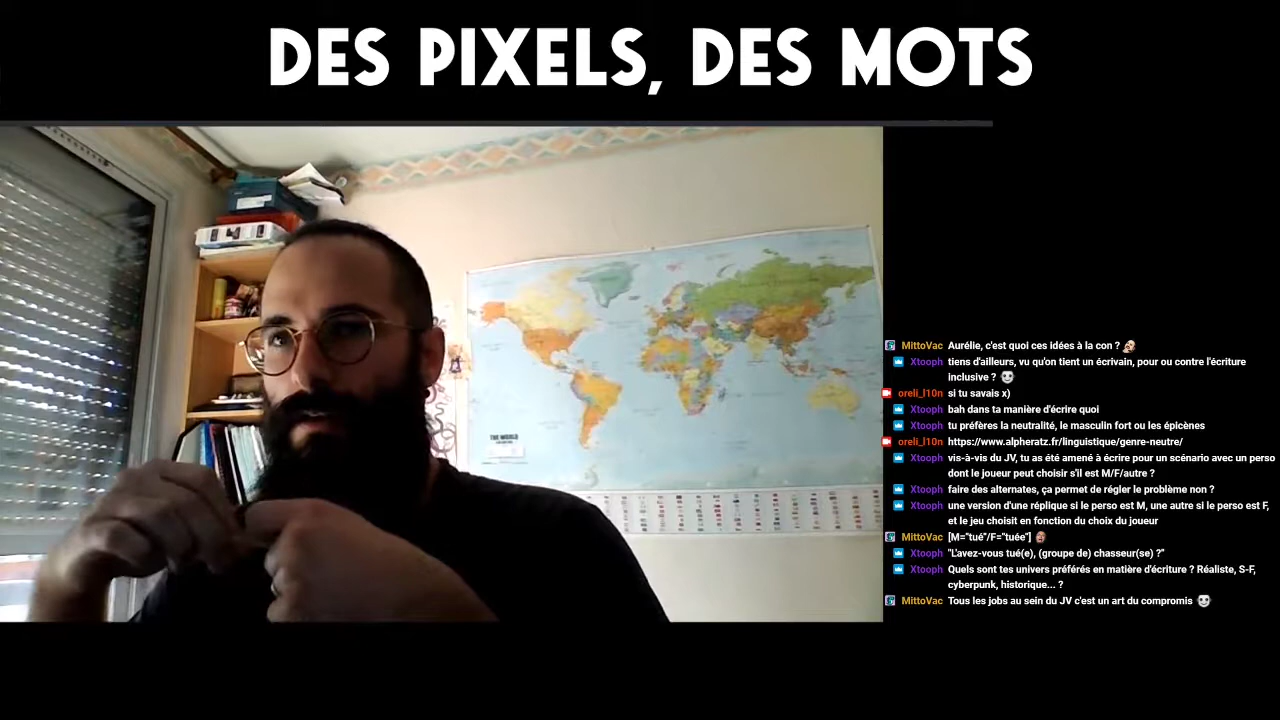 DES PIXELS, DES MOTS
MittoVac Aurélie, c'est quoi ces idées à la con ?
Xtooph tiens d'ailleurs, vu qu'on tient un écrivain, pour ou contre l'écriture
inclusive ?
oreli_l10n si tu savais x)
Xtooph bah dans ta manière d'écrire quoi
Xtooph tu préfères la neutralité, le masculin fort ou les épicènes
oreli_l10n https://www.alpheratz.fr/linguistique/genre-neutre/
Xtooph vis-à-vis du JV, tu as été amené à écrire pour un scénario avec un perso
dont le joueur peut choisir s'il est M/F/autre ?
Xtooph faire des alternates, ça permet de régler le problème non ?
Xtooph une version d'une réplique si le perso est M, une autre si le perso est F,
et le jeu choisit en fonction du choix du joueur
MittoVac [M="tué"/F="tuée"]
Xtooph "L'avez-vous tué(e), (groupe de) chasseur(se) ?"
Xtooph Quels sont tes univers préférés en matière d'écriture ? Réaliste, S-F,
cyberpunk, historique... ?
MittoVac Tous les jobs au sein du JV c'est un art du compromis
THE WORLD